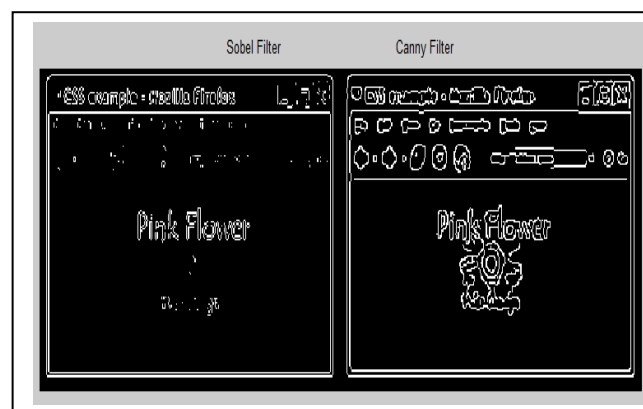 Sobel Filter Canny Filter
CSS example - Mozilla Firefox
CSS example - Mozilla Firefox
Pink Flower
Pink Flower